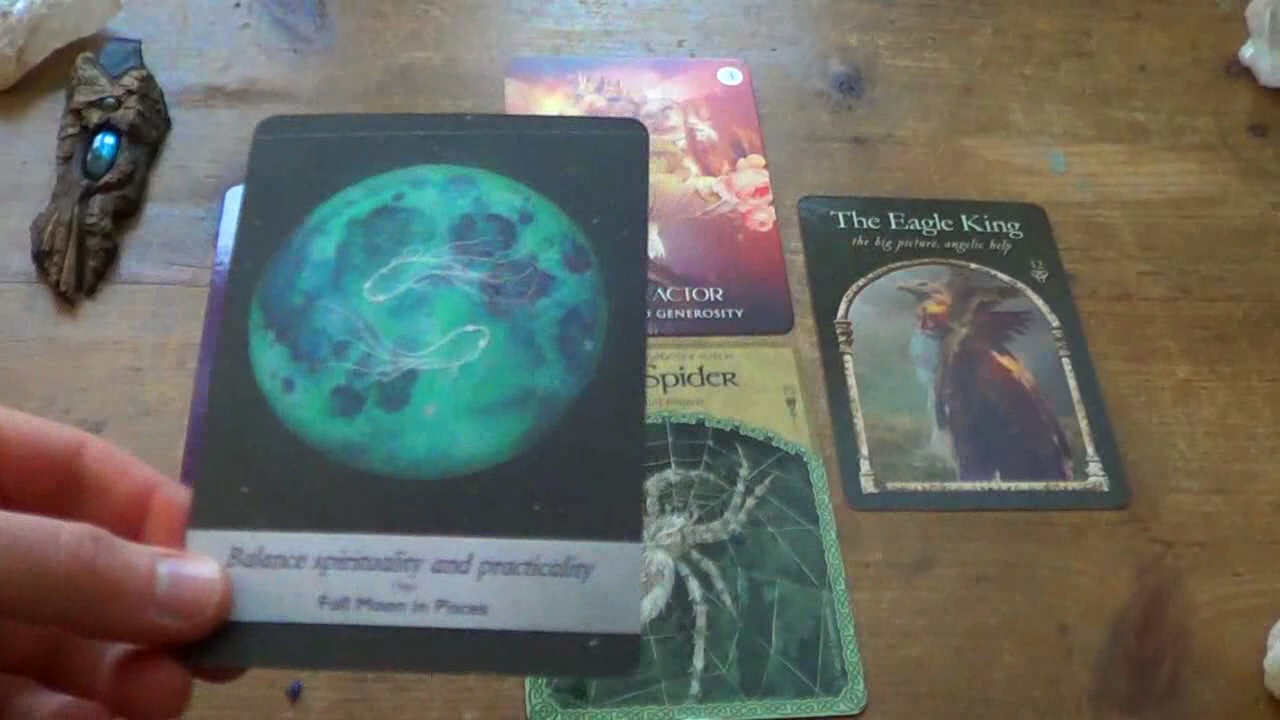 Balance spirituality and practicality
Full Moon in Pisces
ACTOR
GENEROSITY
Spider
The Eagle King
the big picture, angelic help